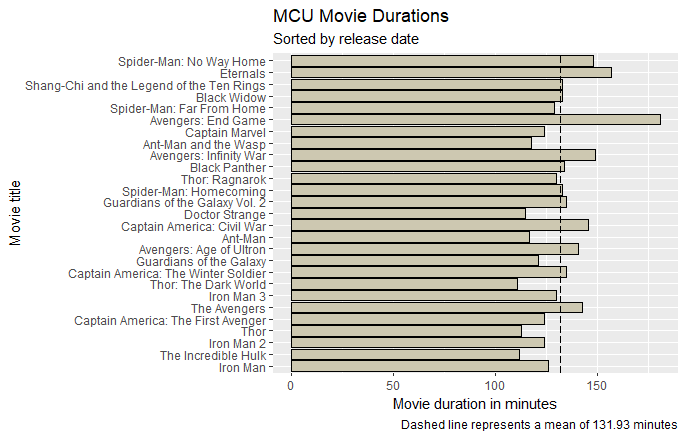 MCU Movie Durations
Sorted by release date
Movie title
Spider-Man: No Way Home
Eternals
Shang-Chi and the Legend of the Ten Rings
Black Widow
Spider-Man: Far From Home
Avengers: End Game
Captain Marvel
Ant-Man and the Wasp
Avengers: Infinity War
Black Panther
Thor: Ragnarok
Spider-Man: Homecoming
Guardians of the Galaxy Vol. 2
Doctor Strange
Captain America: Civil War
Ant-Man
Avengers: Age of Ultron
Guardians of the Galaxy
Captain America: The Winter Soldier
Thor: The Dark World
Iron Man 3
The Avengers
Captain America: The First Avenger
Thor
Iron Man 2
The Incredible Hulk
Iron Man
0 50 100 150
Movie duration in minutes
Dashed line represents a mean of 131.93 minutes